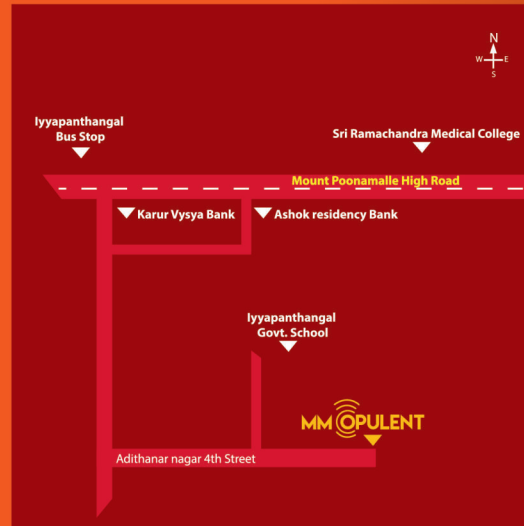 N
W E
S
Iyyapanthangal
Bus Stop
Sri Ramachandra Medical College
Mount Poonamalle High Road
Karur Vysya Bank
Ashok residency Bank
Iyyapanthangal
Govt. School
MM OPULENT
Adithanar nagar 4th Street